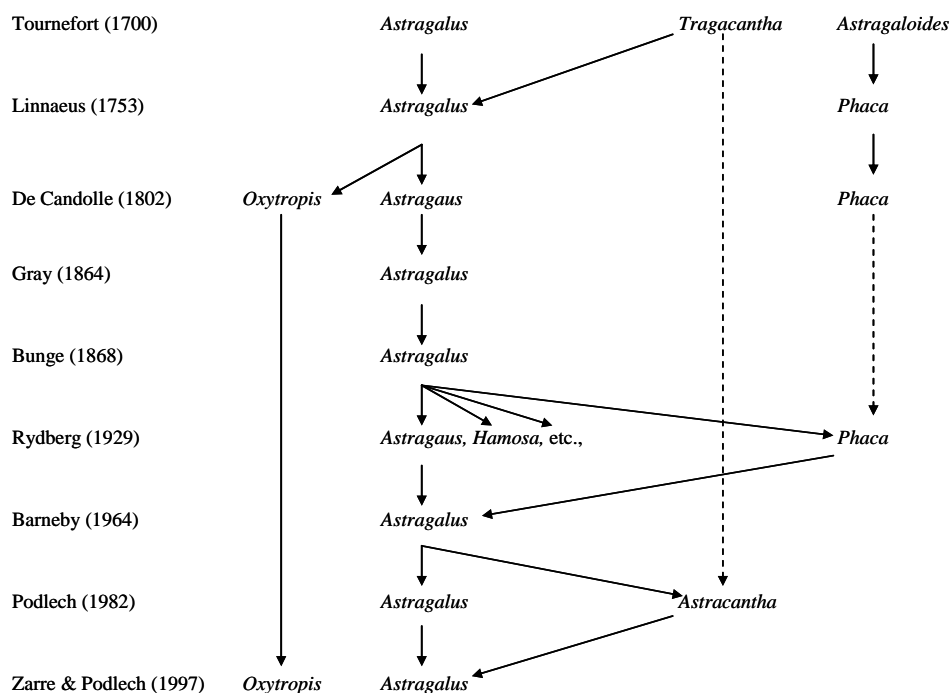 Tournefort (1700) Astragalus Tragacantha Astragaloides
Linnaeus (1753) Astragalus Phaca
De Candolle (1802) Oxytropis Astragaus Phaca
Gray (1864) Astragalus
Bunge (1868) Astragalus
Rydberg (1929) Astragaus, Hamosa, etc., Phaca
Barneby (1964) Astragalus
Podlech (1982) Astragalus Astracantha
Zarre & Podlech (1997) Oxytropis Astragalus